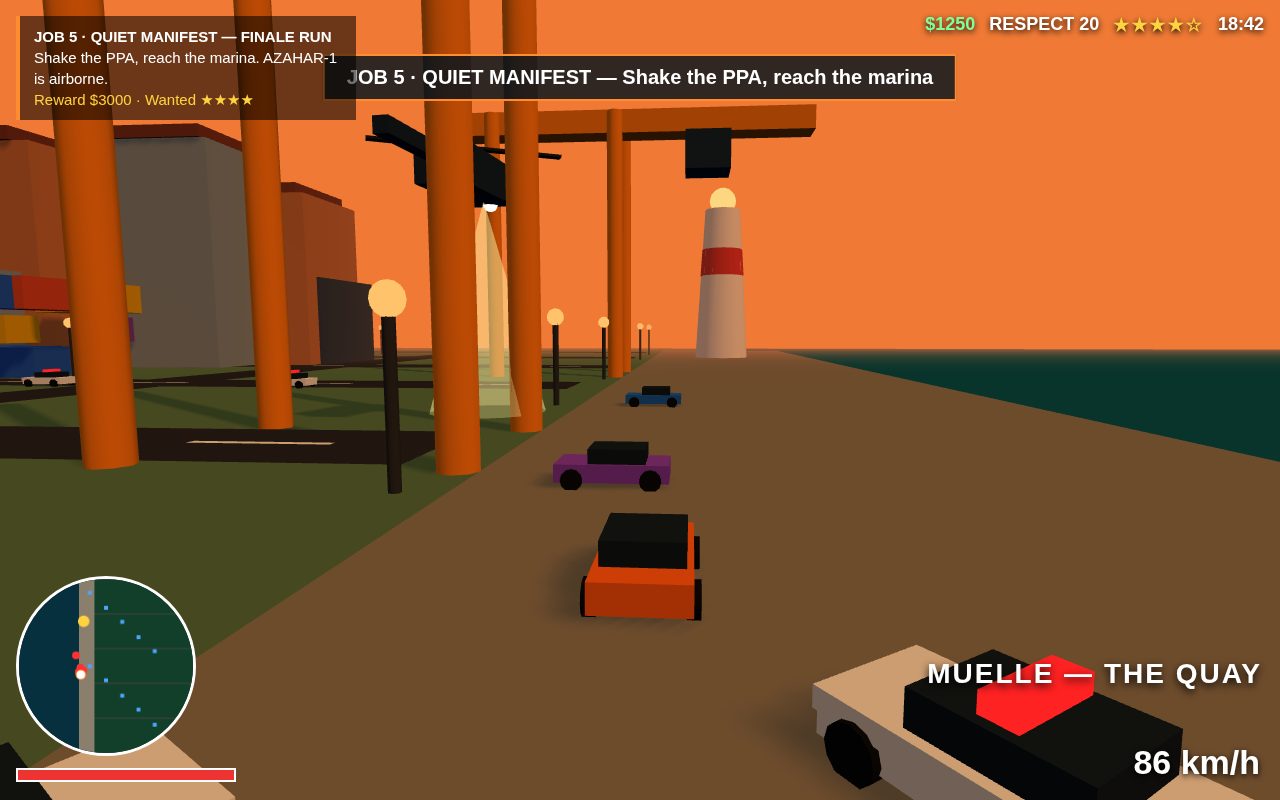 JOB 5 · QUIET MANIFEST — FINALE RUN
Shake the PPA, reach the marina. AZAHAR-1
is airborne.
Reward $3000 · Wanted ★★★★
JOB 5 · QUIET MANIFEST — Shake the PPA, reach the marina
$1250 RESPECT 20 ★★★★☆ 18:42
MUELLE — THE QUAY
86 km/h